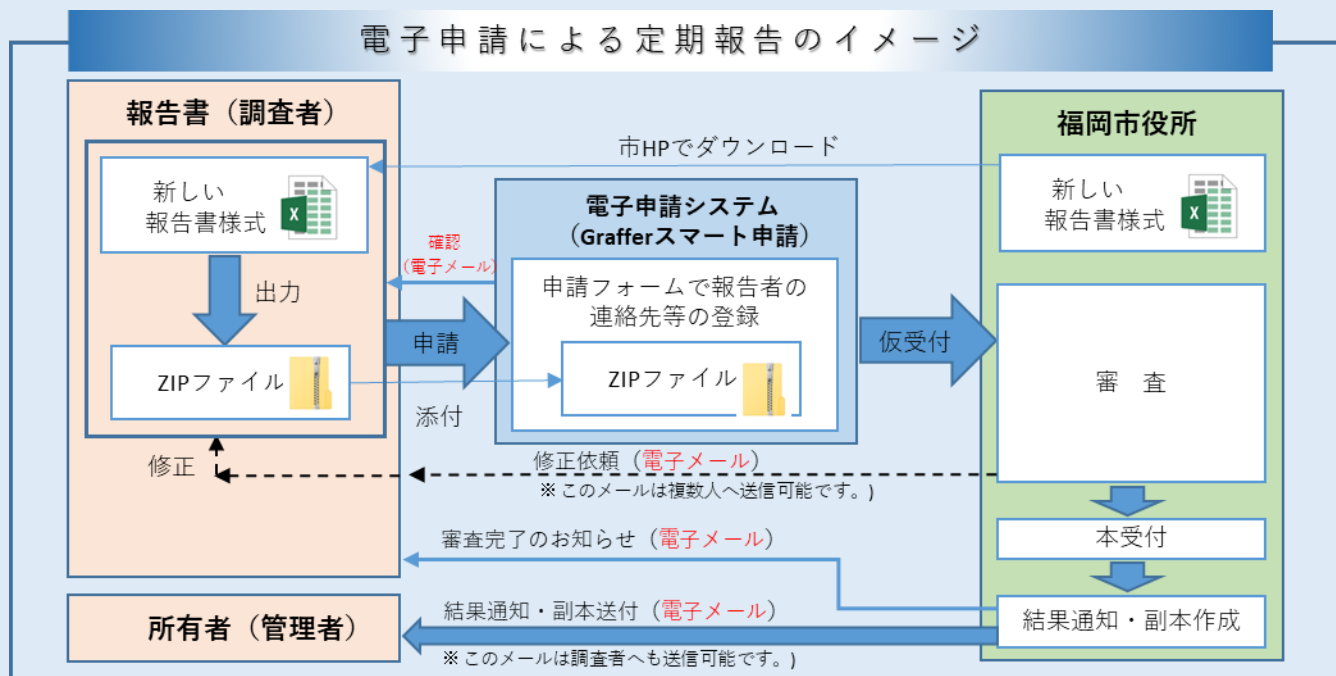 電子申請による定期報告のイメージ
報告書（調査者）
新しい
報告書様式
X
出力
ZIPファイル
修正
市HPでダウンロード
確認
（電子メール）
申請
添付
電子申請システム
（Grafferスマート申請）
申請フォームで報告者の
連絡先等の登録
ZIPファイル
仮受付
福岡市役所
新しい
報告書様式
X
審　査
修正依頼（電子メール）
※ このメールは複数人へ送信可能です。)
本受付
審査完了のお知らせ（電子メール）
結果通知・副本作成
結果通知・副本送付（電子メール）
※ このメールは調査者へも送信可能です。)
所有者（管理者）